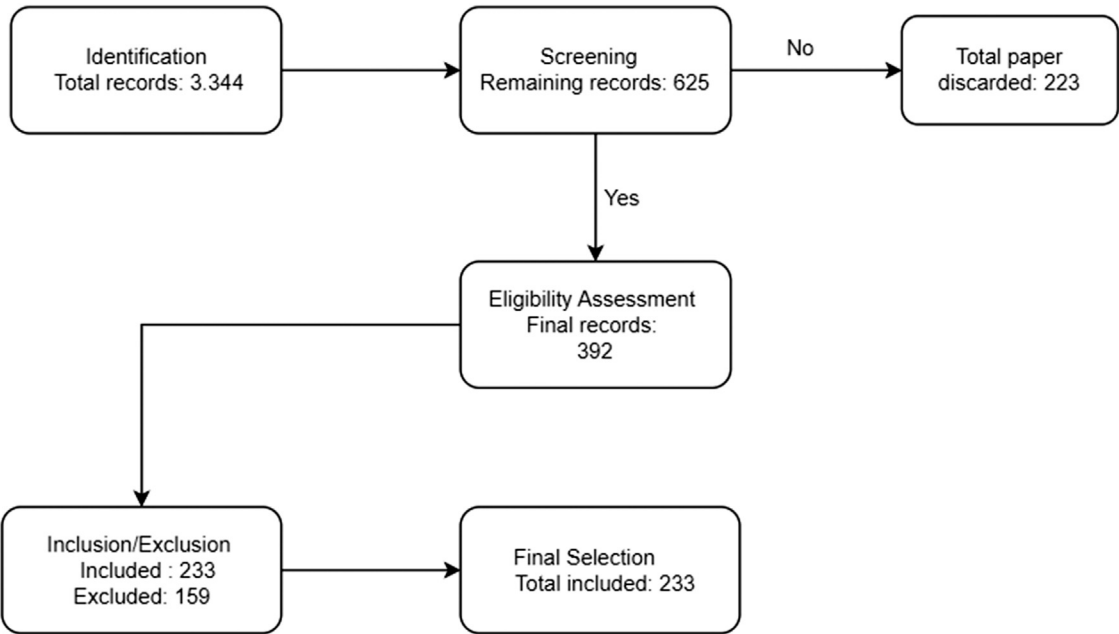 Identification
Total records: 3.344
Screening
Remaining records: 625
No
Total paper
discarded: 223
Yes
Eligibility Assessment
Final records:
392
Inclusion/Exclusion
Included : 233
Excluded: 159
Final Selection
Total included: 233